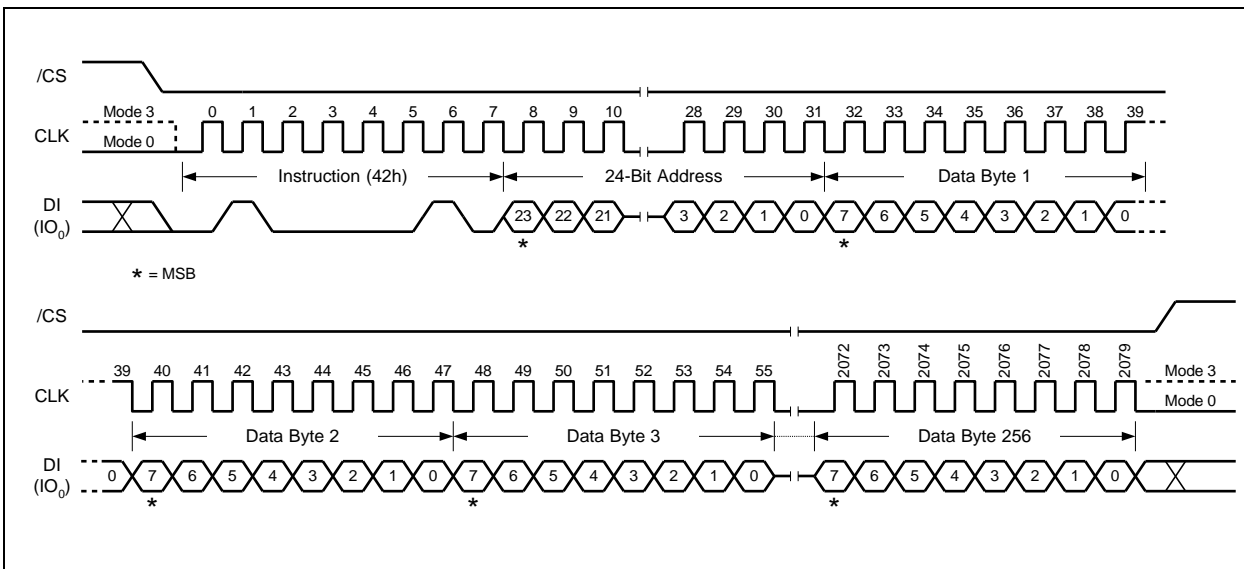 /CS
Mode 3
0 1 2 3 4 5 6 7 8 9 10 28 29 30 31 32 33 34 35 36 37 38 39
CLK
Mode 0
Instruction (42h) 24-Bit Address Data Byte 1
DI
(IO0)
23 22 21 3 2 1 0 7 6 5 4 3 2 1 0
* *
* = MSB
/CS
39 40 41 42 43 44 45 46 47 48 49 50 51 52 53 54 55 2072 2073 2074 2075 2076 2077 2078 2079 Mode 3
CLK
Mode 0
Data Byte 2 Data Byte 3 Data Byte 256
DI
(IO0)
0 7 6 5 4 3 2 1 0 7 6 5 4 3 2 1 0 7 6 5 4 3 2 1 0
* * *